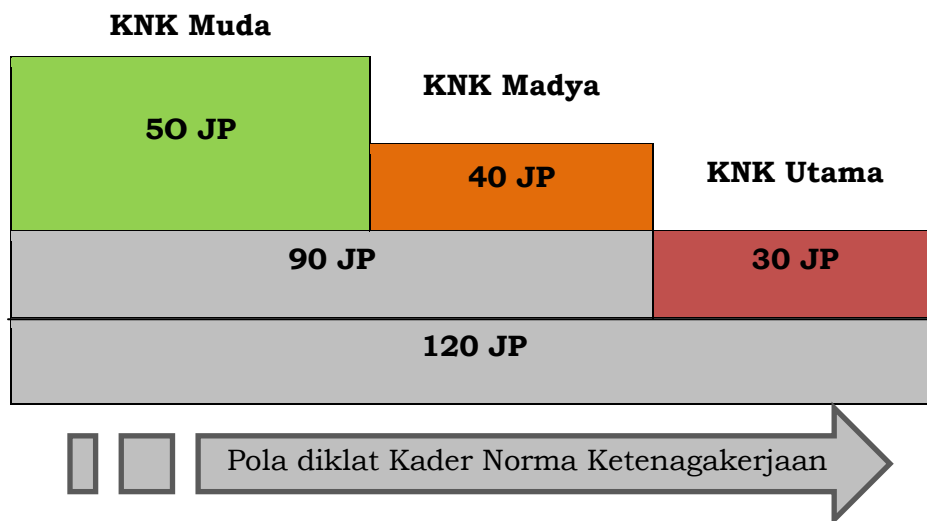 KNK Muda
KNK Madya
5O JP
40 JP
KNK Utama
90 JP
30 JP
120 JP
Pola diklat Kader Norma Ketenagakerjaan